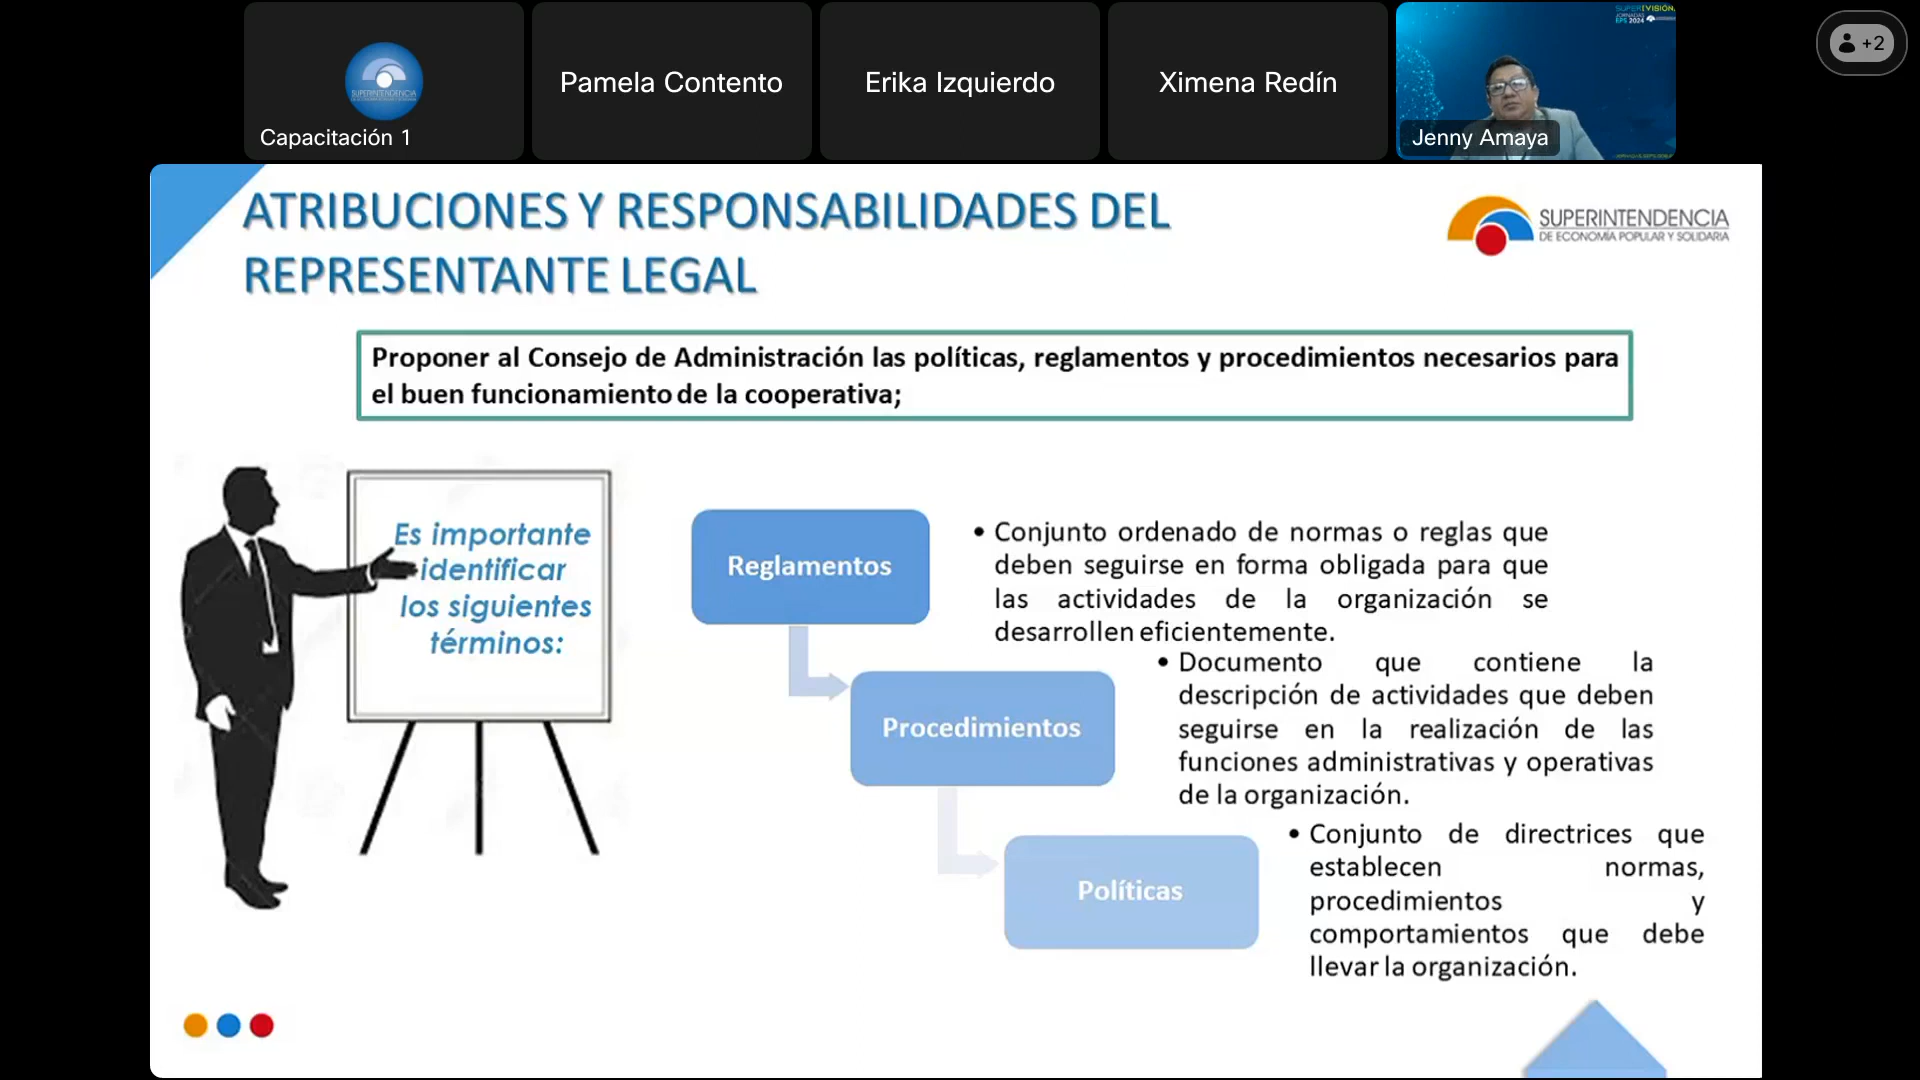 SUPERINTENDENCIA
Capacitación 1
Pamela Contento
Erika Izquierdo
Ximena Redín
JORNADAS
EPS 2024
Jenny Amaya
+2
ATRIBUCIONES Y RESPONSABILIDADES DEL
REPRESENTANTE LEGAL
SUPERINTENDENCIA
DE ECONOMÍA POPULAR Y SOLIDARIA
Proponer al Consejo de Administración las políticas, reglamentos y procedimientos necesarios para
el buen funcionamiento de la cooperativa;
Es importante
identificar
los siguientes
términos:
Reglamentos
• Conjunto ordenado de normas o reglas que
deben seguirse en forma obligada para que
las actividades de la organización se
desarrollen eficientemente.
Procedimientos
• Documento que contiene la
descripción de actividades que deben
seguirse en la realización de las
funciones administrativas y operativas
de la organización.
Políticas
• Conjunto de directrices que
establecen normas,
procedimientos y
comportamientos que debe
llevar la organización.